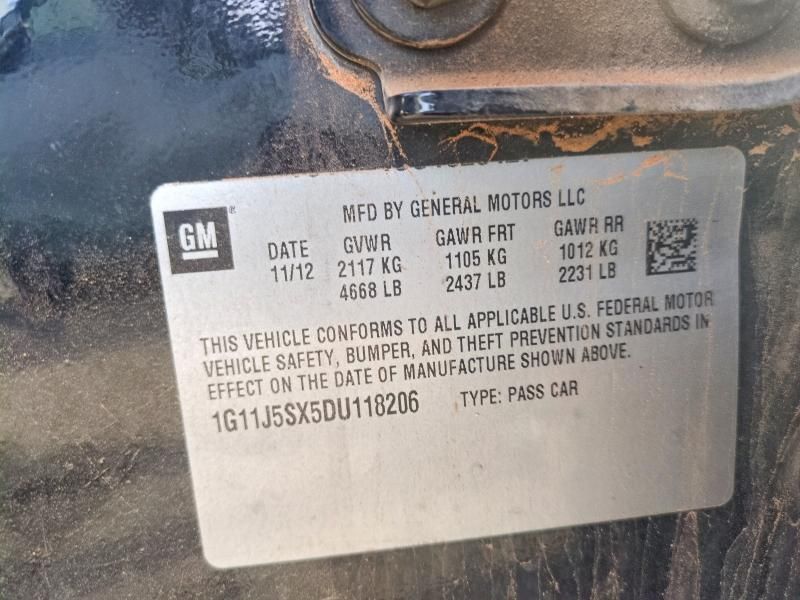 MFD BY GENERAL MOTORS LLC
GM®
DATE GVWR GAWR FRT GAWR RR
11/12 2117 KG 1105 KG 1012 KG
4668 LB 2437 LB 2231 LB
THIS VEHICLE CONFORMS TO ALL APPLICABLE U.S. FEDERAL MOTOR
VEHICLE SAFETY, BUMPER, AND THEFT PREVENTION STANDARDS IN
EFFECT ON THE DATE OF MANUFACTURE SHOWN ABOVE.
1G11J5SX5DU118206 TYPE: PASS CAR